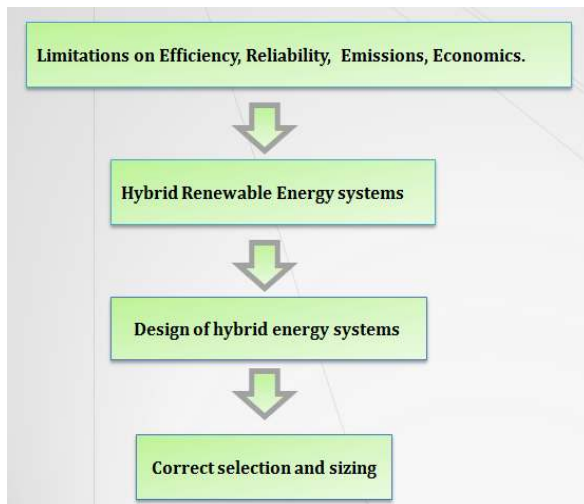 Limitations on Efficiency, Reliability, Emissions, Economics.
Hybrid Renewable Energy systems
Design of hybrid energy systems
Correct selection and sizing